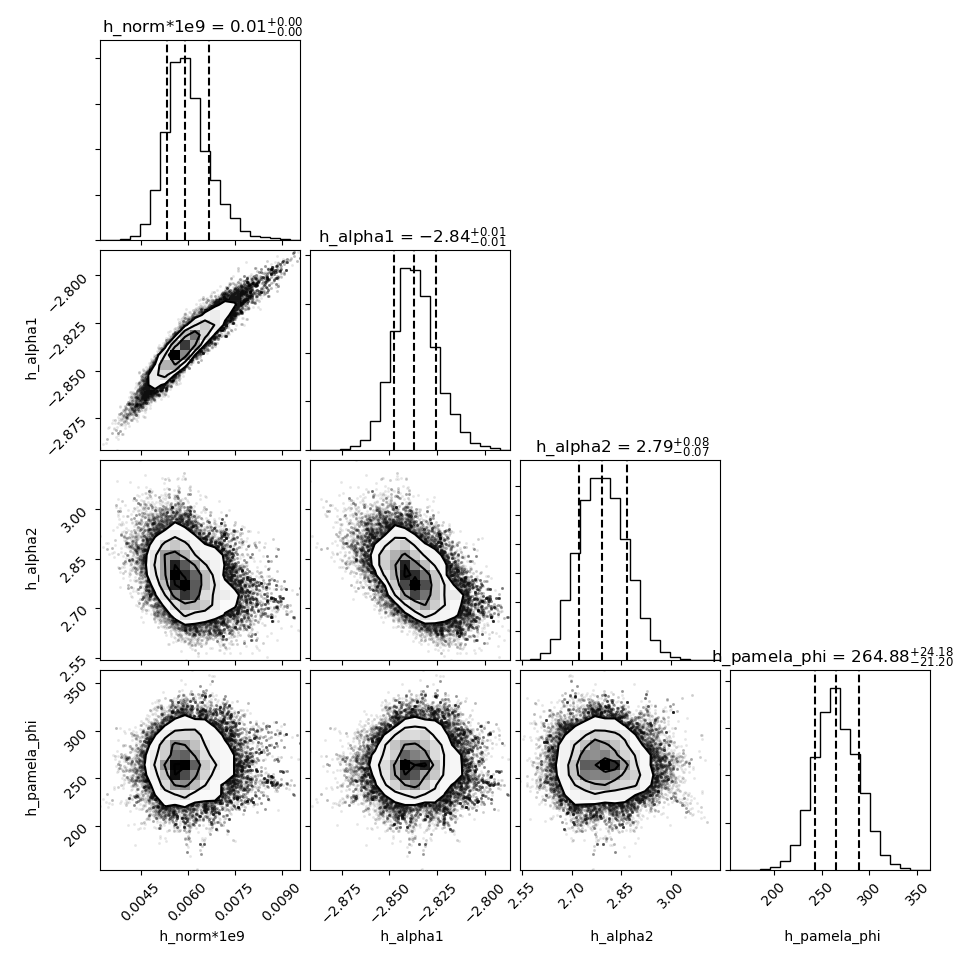 h_norm*1e9 = 0.01+0.00−0.00
h_alpha1 = −2.84+0.01−0.01
−2.800
−2.825
−2.850
−2.875
h_alpha1
h_alpha2 = 2.79+0.08−0.07
3.00
2.85
2.70
2.55
h_alpha2
h_pamela_phi = 264.88+24.18−21.20
350
300
250
200
h_pamela_phi
0.0045 0.0060 0.0075 0.0090
−2.875 −2.850 −2.825 −2.800
2.55 2.70 2.85 3.00
200 250 300 350
h_norm*1e9 h_alpha1 h_alpha2 h_pamela_phi